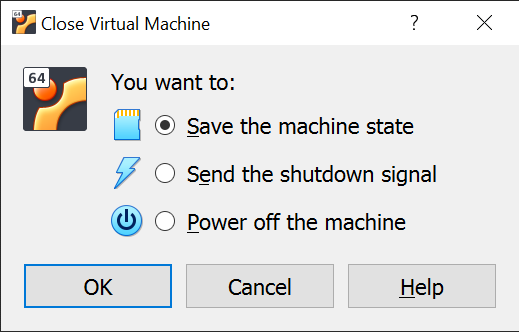 Close Virtual Machine
?
64
You want to:
Save the machine state
Send the shutdown signal
Power off the machine
OK Cancel Help